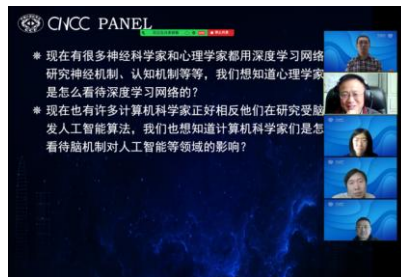 CNCC PANEL
* 现在有很多神经科学家和心理学家都用深度学习网络
研究神经机制、认知机制等等，我们想知道心理学家
是怎么看待深度学习网络的？
* 现在也有许多计算机科学家正好相反他们在研究受脑
发人工智能算法，我们也想知道计算机科学家们是怎
看待脑机制对人工智能等领域的影响？